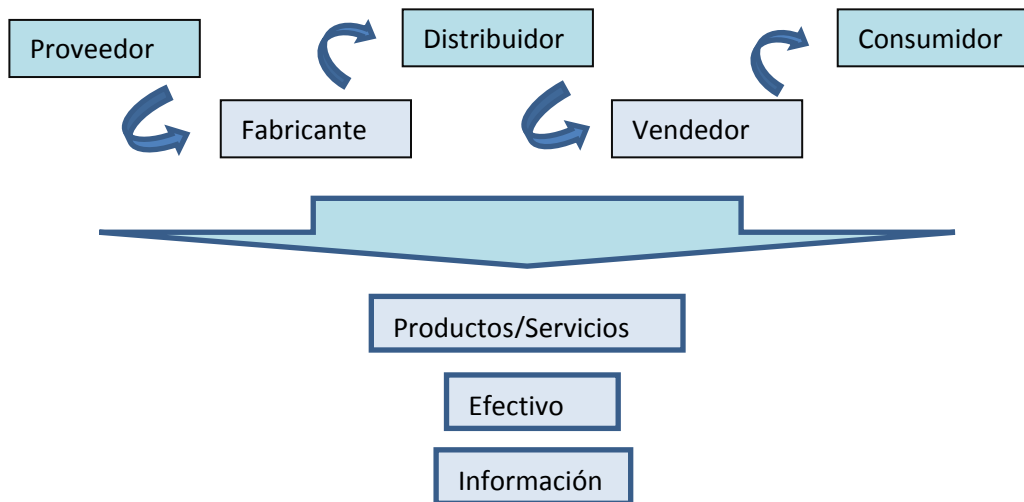 Proveedor
Fabricante
Distribuidor
Vendedor
Consumidor
Productos/Servicios
Efectivo
Información